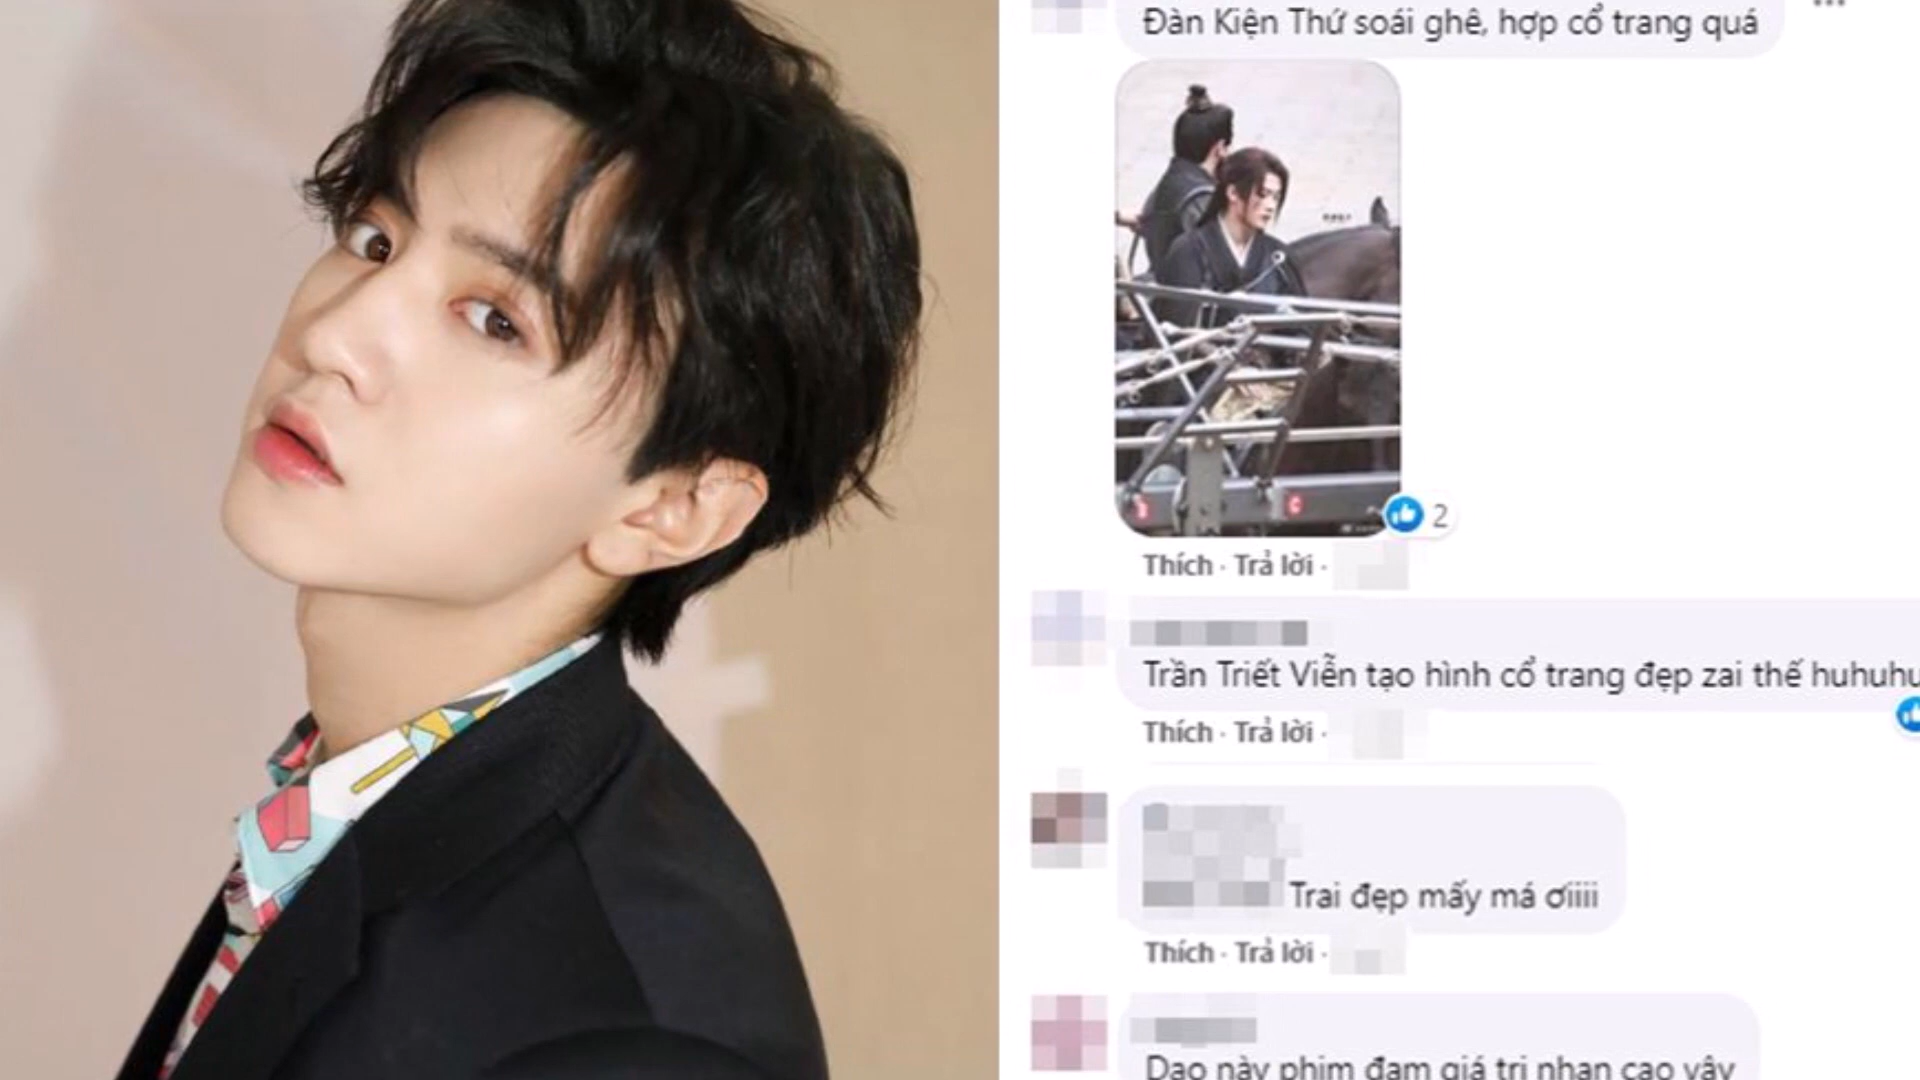 Đàn Kiện Thứ soái ghê, hợp cổ trang quá
2
Thích · Trả lời ·
Trần Triết Viễn tạo hình cổ trang đẹp zai thế huhuhu
Thích · Trả lời ·
Trai đẹp mấy má ơiiii
Thích · Trả lời ·
Dạo này phim đam giá trị nhan cao vậy